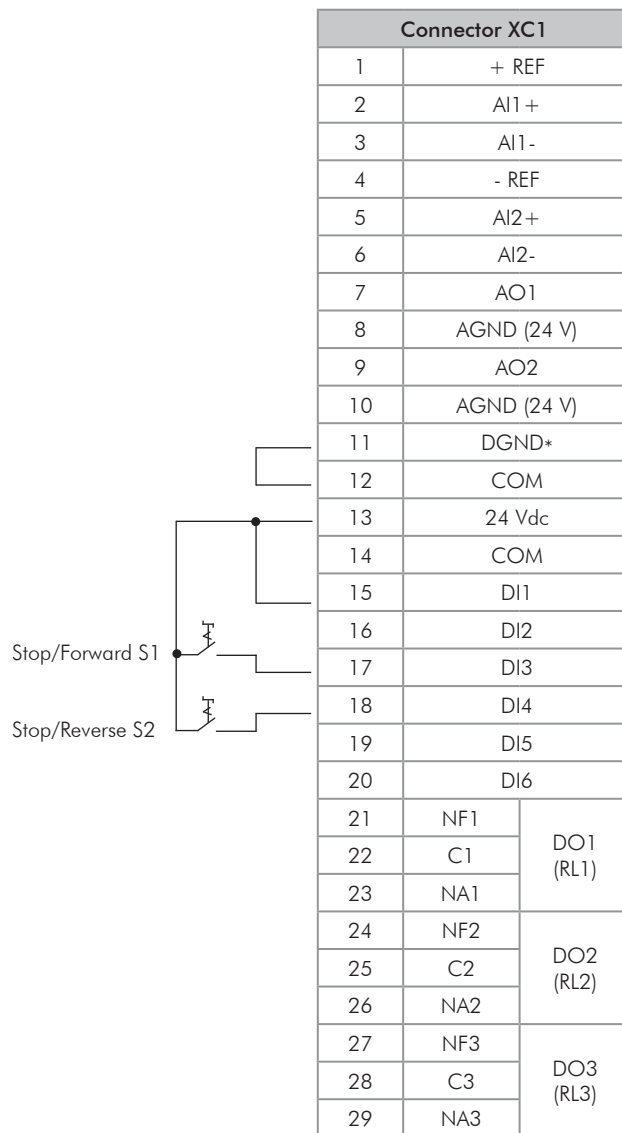 Connector XC1
1 + REF
2 AI1+
3 AI1-
4 - REF
5 AI2+
6 AI2-
7 AO1
8 AGND (24 V)
9 AO2
10 AGND (24 V)
11 DGND*
12 COM
13 24 Vdc
14 COM
15 DI1
16 DI2
Stop/Forward S1
17 DI3
18 DI4
Stop/Reverse S2
19 DI5
20 DI6
21 NF1
22 C1
23 NA1
DO1
(RL1)
24 NF2
25 C2
26 NA2
DO2
(RL2)
27 NF3
28 C3
29 NA3
DO3
(RL3)